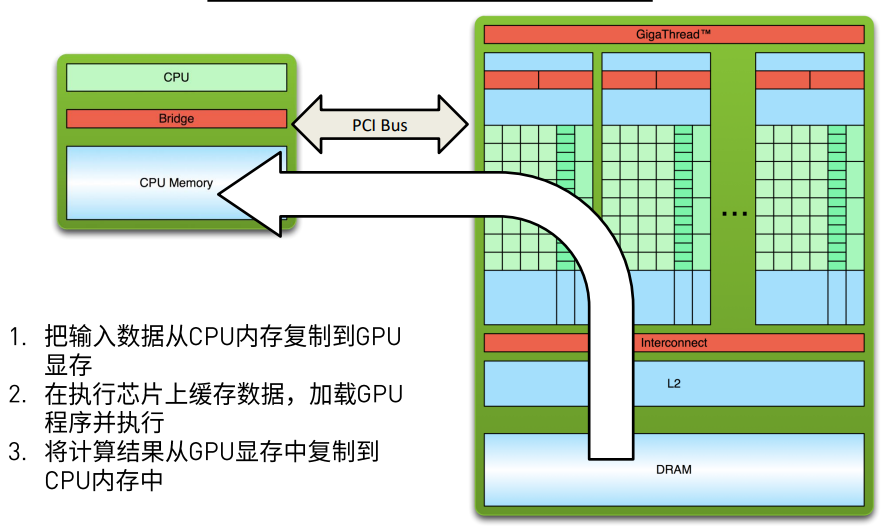 GigaThread™
CPU
Bridge
PCI Bus
CPU Memory
...
Interconnect
L2
DRAM
1. 把输入数据从CPU内存复制到GPU
显存
2. 在执行芯片上缓存数据，加载GPU
程序并执行
3. 将计算结果从GPU显存中复制到
CPU内存中